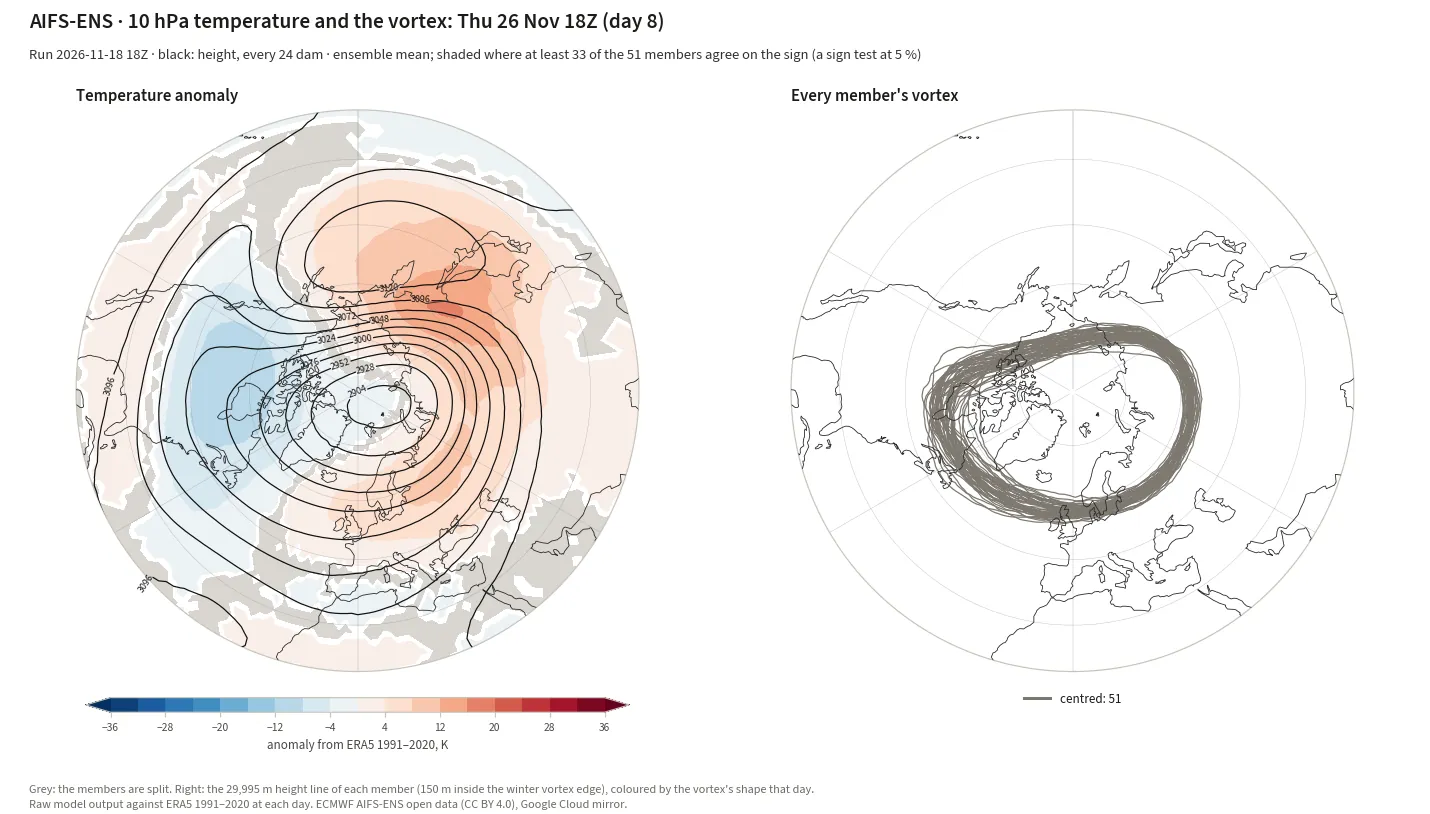 AIFS-ENS · 10 hPa temperature and the vortex: Thu 26 Nov 18Z (day 8)
Run 2026-11-18 18Z · black: height, every 24 dam · ensemble mean; shaded where at least 33 of the 51 members agree on the sign (a sign test at 5 %)
Temperature anomaly
Every member's vortex
3120
3096
3072
3048
3024
3000
2952
2928
2904
3096
3096
centred: 51
−36 −28 −20 −12 −4 4 12 20 28 36
anomaly from ERA5 1991–2020, K
Grey: the members are split. Right: the 29,995 m height line of each member (150 m inside the winter vortex edge), coloured by the vortex's shape that day.
Raw model output against ERA5 1991–2020 at each day. ECMWF AIFS-ENS open data (CC BY 4.0), Google Cloud mirror.